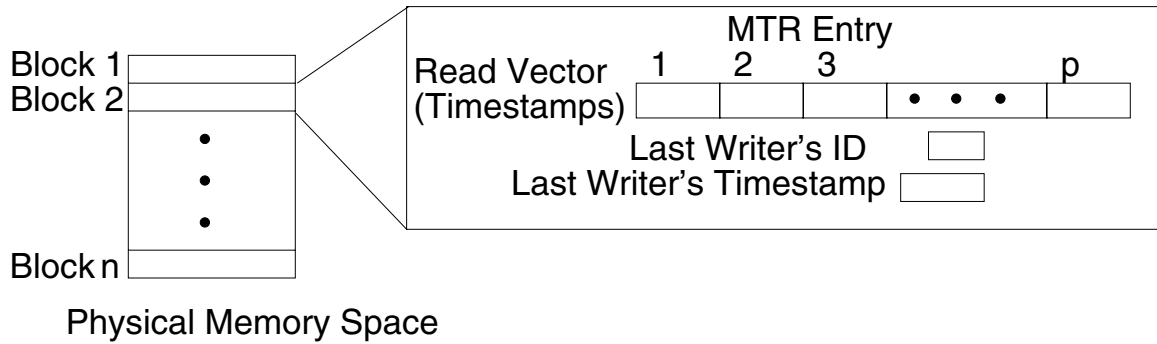 MTR Entry
Block 1
Read Vector 1 2 3 p
Block 2
(Timestamps)
Last Writer's ID
Last Writer's Timestamp
Block n
Physical Memory Space